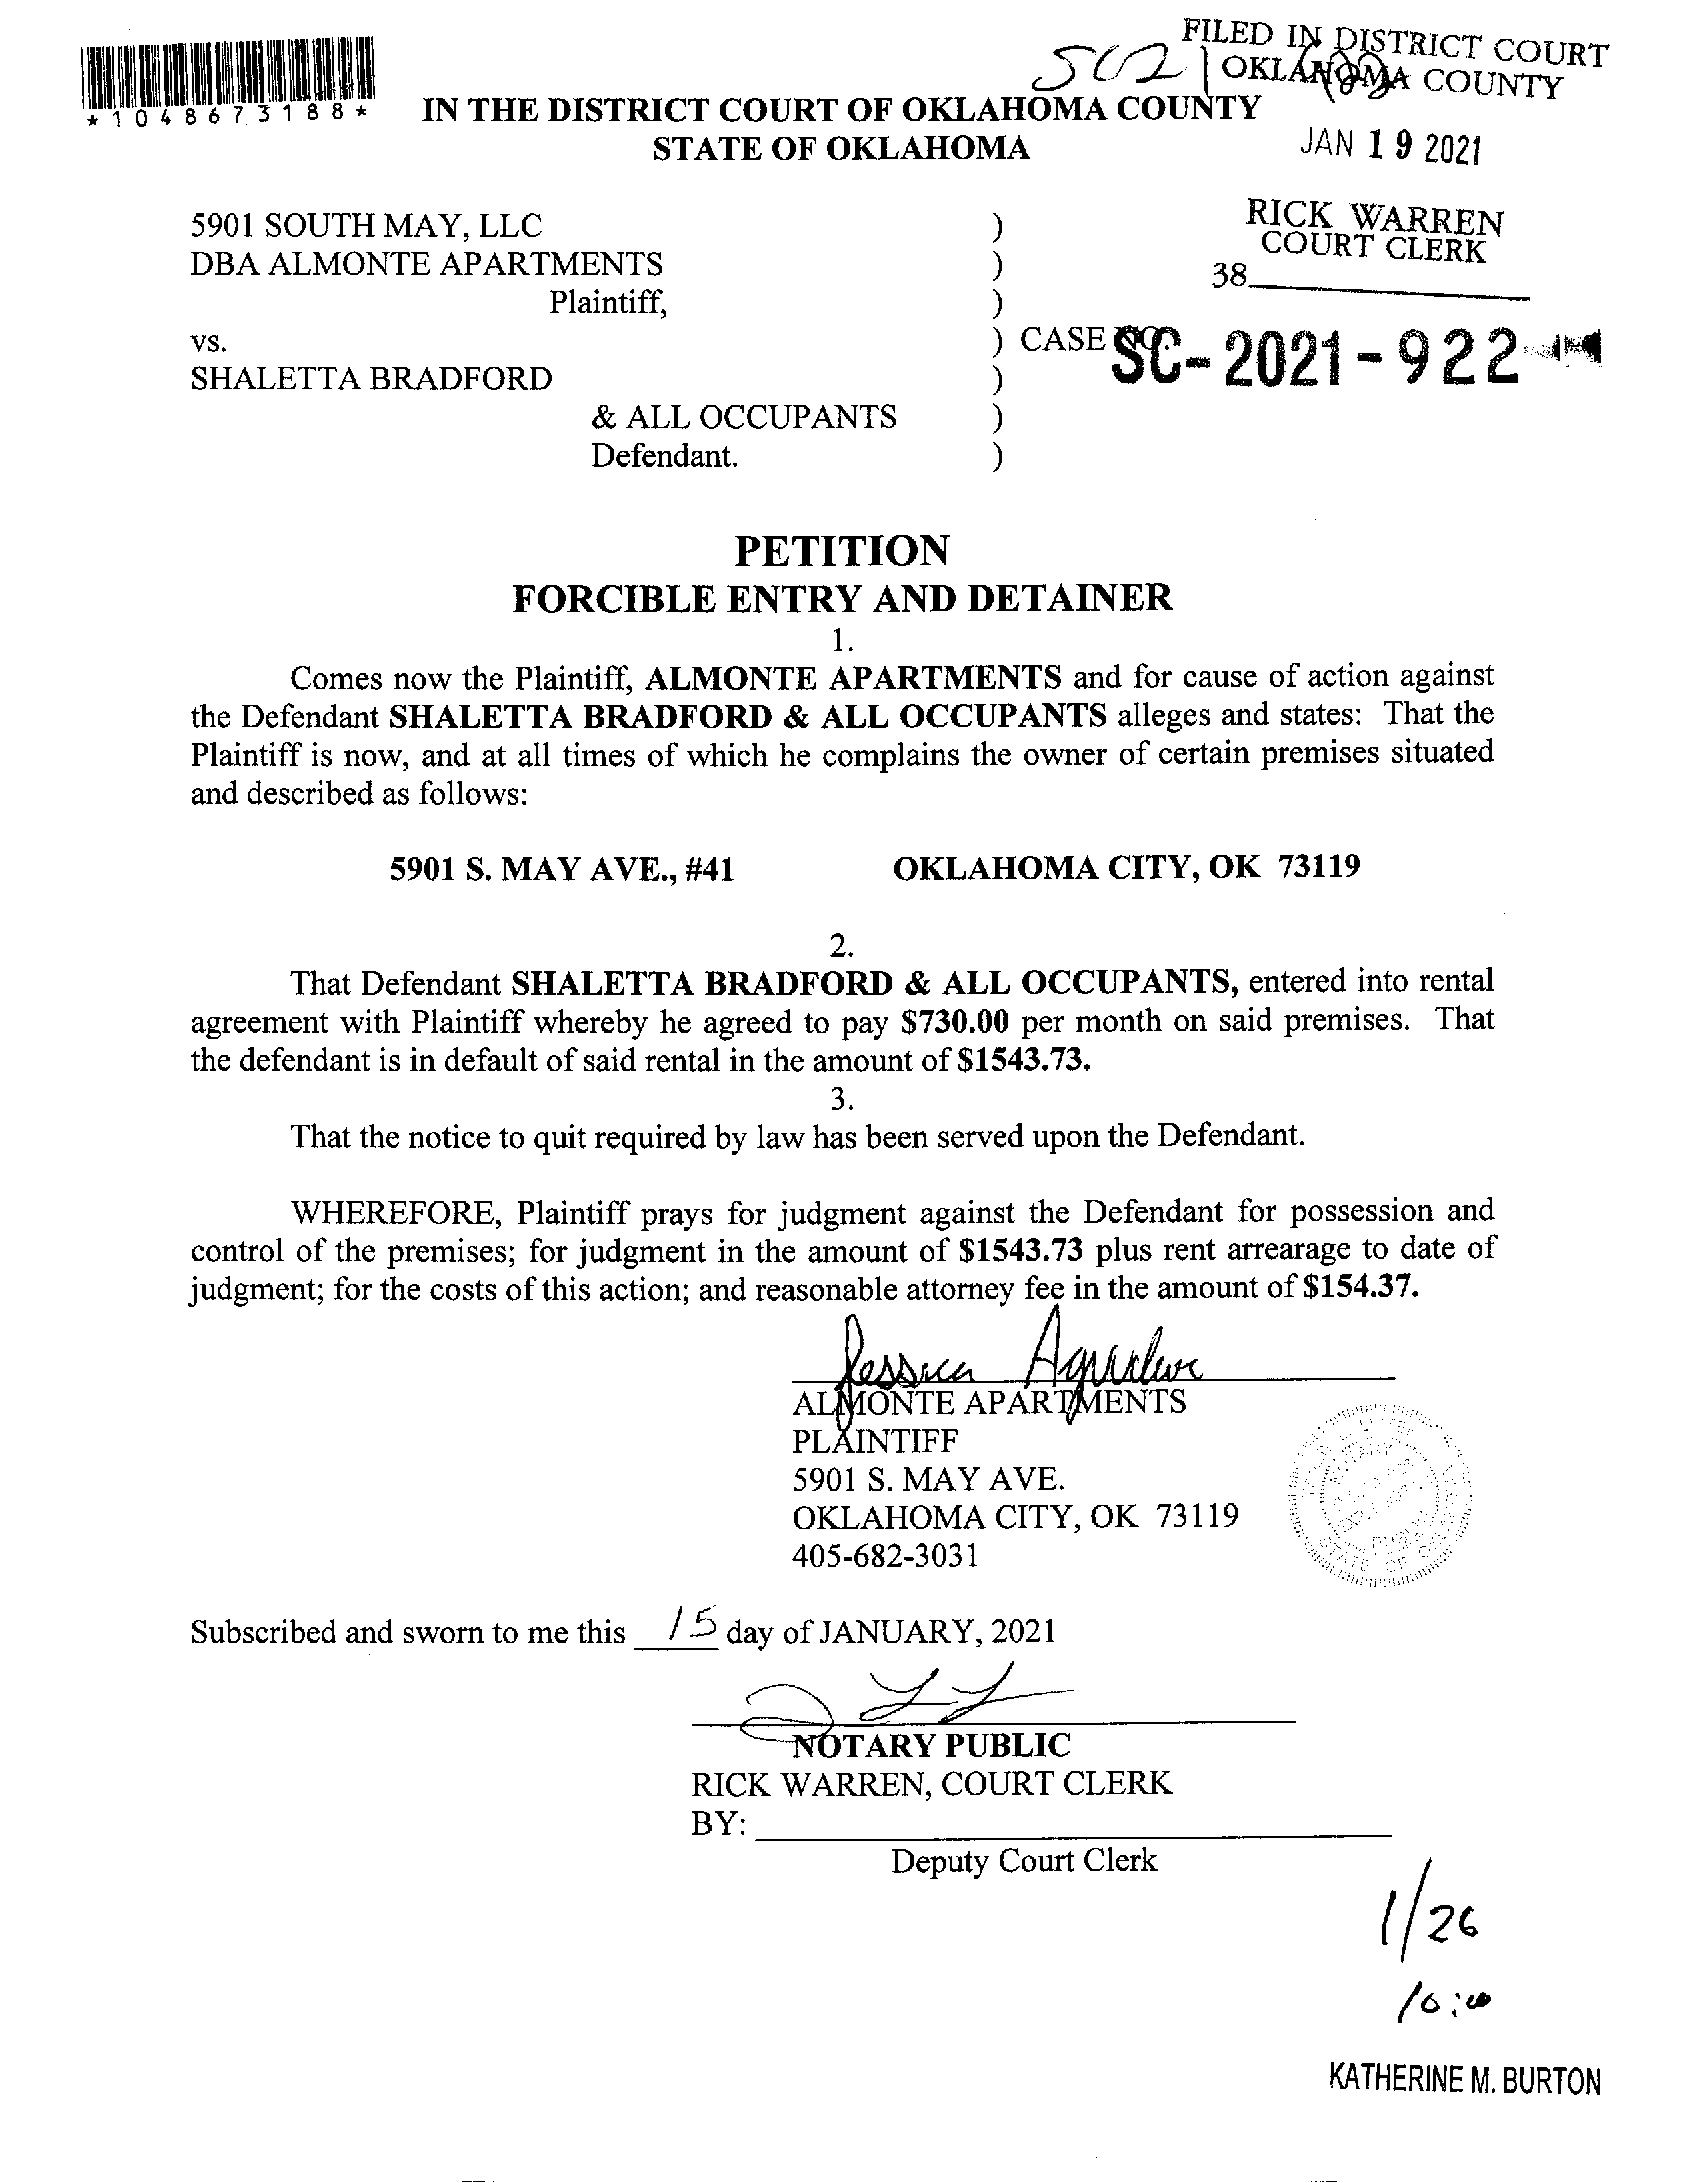 FILED IN DISTRICT COURT
OKLAHOMA COUNTY
*1048673188*
IN THE DISTRICT COURT OF OKLAHOMA COUNTY
STATE OF OKLAHOMA
JAN 19 2021
RICK WARREN
COURT CLERK
38
5901 SOUTH MAY, LLC )
DBA ALMONTE APARTMENTS )
Plaintiff, )
vs. ) CASE NO. SC-2021-922
SHALETTA BRADFORD )
& ALL OCCUPANTS )
Defendant. )
PETITION
FORCIBLE ENTRY AND DETAINER
1.
Comes now the Plaintiff, ALMONTE APARTMENTS and for cause of action against
the Defendant SHALETTA BRADFORD & ALL OCCUPANTS alleges and states: That the
Plaintiff is now, and at all times of which he complains the owner of certain premises situated
and described as follows:
5901 S. MAY AVE., #41 OKLAHOMA CITY, OK 73119
2.
That Defendant SHALETTA BRADFORD & ALL OCCUPANTS, entered into rental
agreement with Plaintiff whereby he agreed to pay $730.00 per month on said premises. That
the defendant is in default of said rental in the amount of $1543.73.
3.
That the notice to quit required by law has been served upon the Defendant.
WHEREFORE, Plaintiff prays for judgment against the Defendant for possession and
control of the premises; for judgment in the amount of $1543.73 plus rent arrearage to date of
judgment; for the costs of this action; and reasonable attorney fee in the amount of $154.37.
Jessica
ALMONTE APARTMENTS
PLAINTIFF
5901 S. MAY AVE.
OKLAHOMA CITY, OK 73119
405-682-3031
Subscribed and sworn to me this 15 day of JANUARY, 2021
NOTARY PUBLIC
RICK WARREN, COURT CLERK
BY:
Deputy Court Clerk
1/26
10:00
KATHERINE M. BURTON